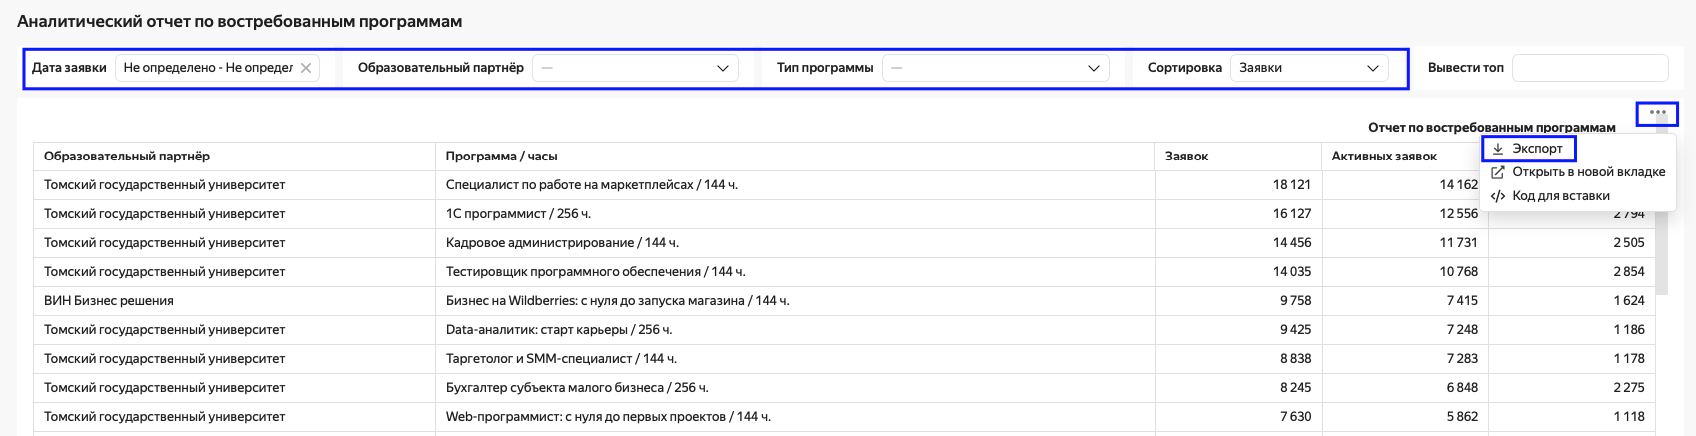 Аналитический отчет по востребованным программам
Дата заявки Не определено - Не определ Образовательный партнёр — Тип программы — Сортировка Заявки Вывести топ
Отчет по востребованным программам
Экспорт
Открыть в новой вкладке
Код для вставки
Образовательный партнёр Программа / часы Заявок Активных заявок
Томский государственный университет Специалист по работе на маркетплейсах / 144 ч. 18 121 14 162
Томский государственный университет 1С программист / 256 ч. 16 127 12 556 2 794
Томский государственный университет Кадровое администрирование / 144 ч. 14 456 11 731 2 505
Томский государственный университет Тестировщик программного обеспечения / 144 ч. 14 035 10 768 2 854
ВИН Бизнес решения Бизнес на Wildberries: с нуля до запуска магазина / 144 ч. 9 758 7 415 1 624
Томский государственный университет Data-аналитик: старт карьеры / 256 ч. 9 425 7 248 1 186
Томский государственный университет Таргетолог и SMM-специалист / 144 ч. 8 838 7 283 1 178
Томский государственный университет Бухгалтер субъекта малого бизнеса / 256 ч. 8 245 6 848 2 275
Томский государственный университет Web-программист: с нуля до первых проектов / 144 ч. 7 630 5 862 1 118